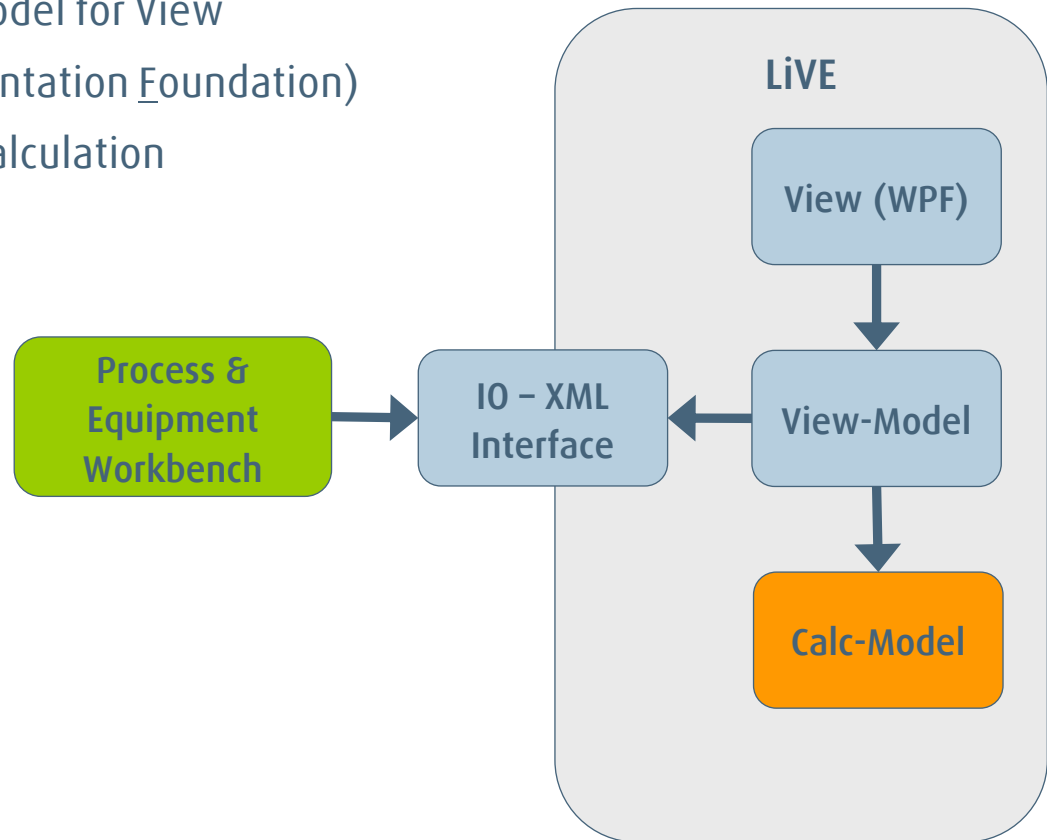 odel for View
ntation Foundation)
alculation
LiVE
View (WPF)
Process &
Equipment
Workbench
IO – XML
Interface
View-Model
Calc-Model